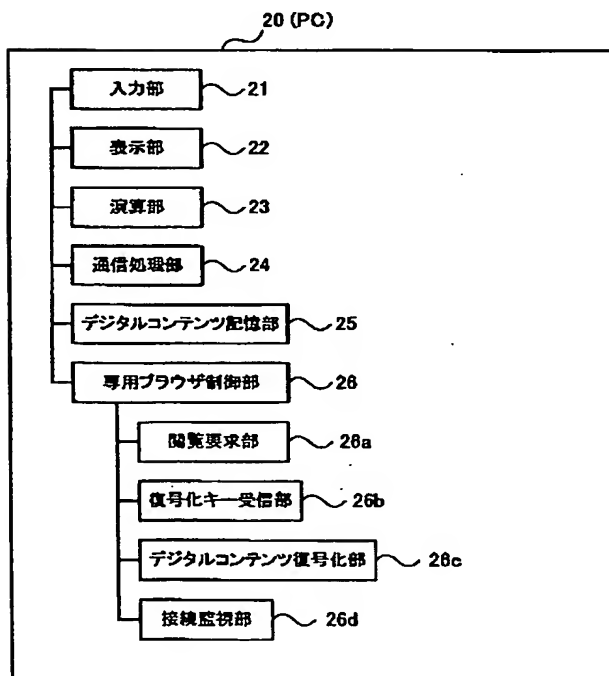 20 (PC)
入力部 21
表示部 22
演算部 23
通信処理部 24
デジタルコンテンツ記憶部 25
専用ブラウザ制御部 26
閲覧要求部 26a
復号化キー受信部 26b
デジタルコンテンツ復号化部 26c
接続監視部 26d